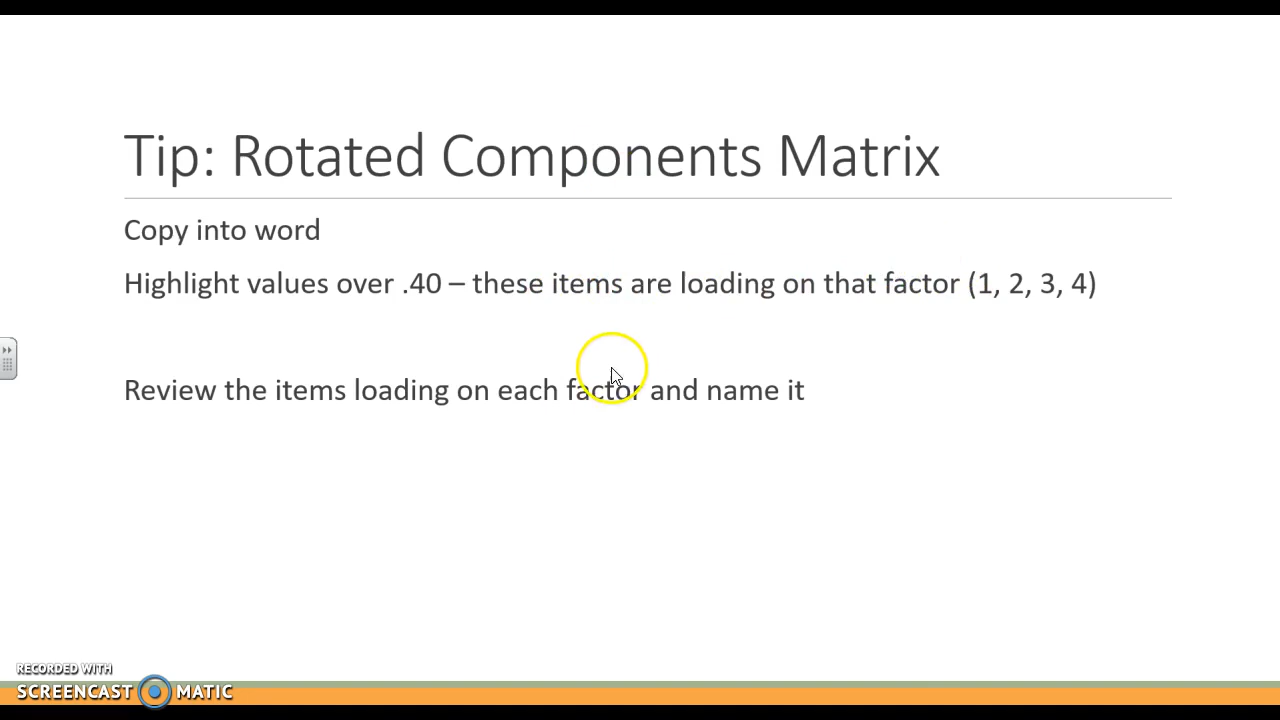 Tip: Rotated Components Matrix
Copy into word
Highlight values over .40 – these items are loading on that factor (1, 2, 3, 4)
Review the items loading on each factor and name it
RECORDED WITH
SCREENCAST MATIC